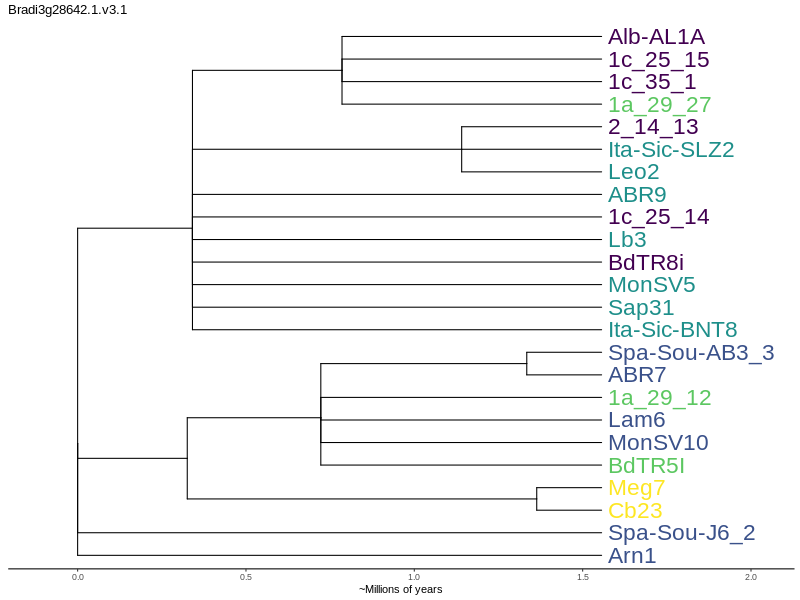 Bradi3g28642.1.v3.1
Alb-AL1A
1c_25_15
1c_35_1
1a_29_27
2_14_13
Ita-Sic-SLZ2
Leo2
ABR9
1c_25_14
Lb3
BdTR8i
MonSV5
Sap31
Ita-Sic-BNT8
Spa-Sou-AB3_3
ABR7
1a_29_12
Lam6
MonSV10
BdTR5I
Meg7
Cb23
Spa-Sou-J6_2
Arn1
0.0 0.5 1.0 1.5 2.0
~Millions of years